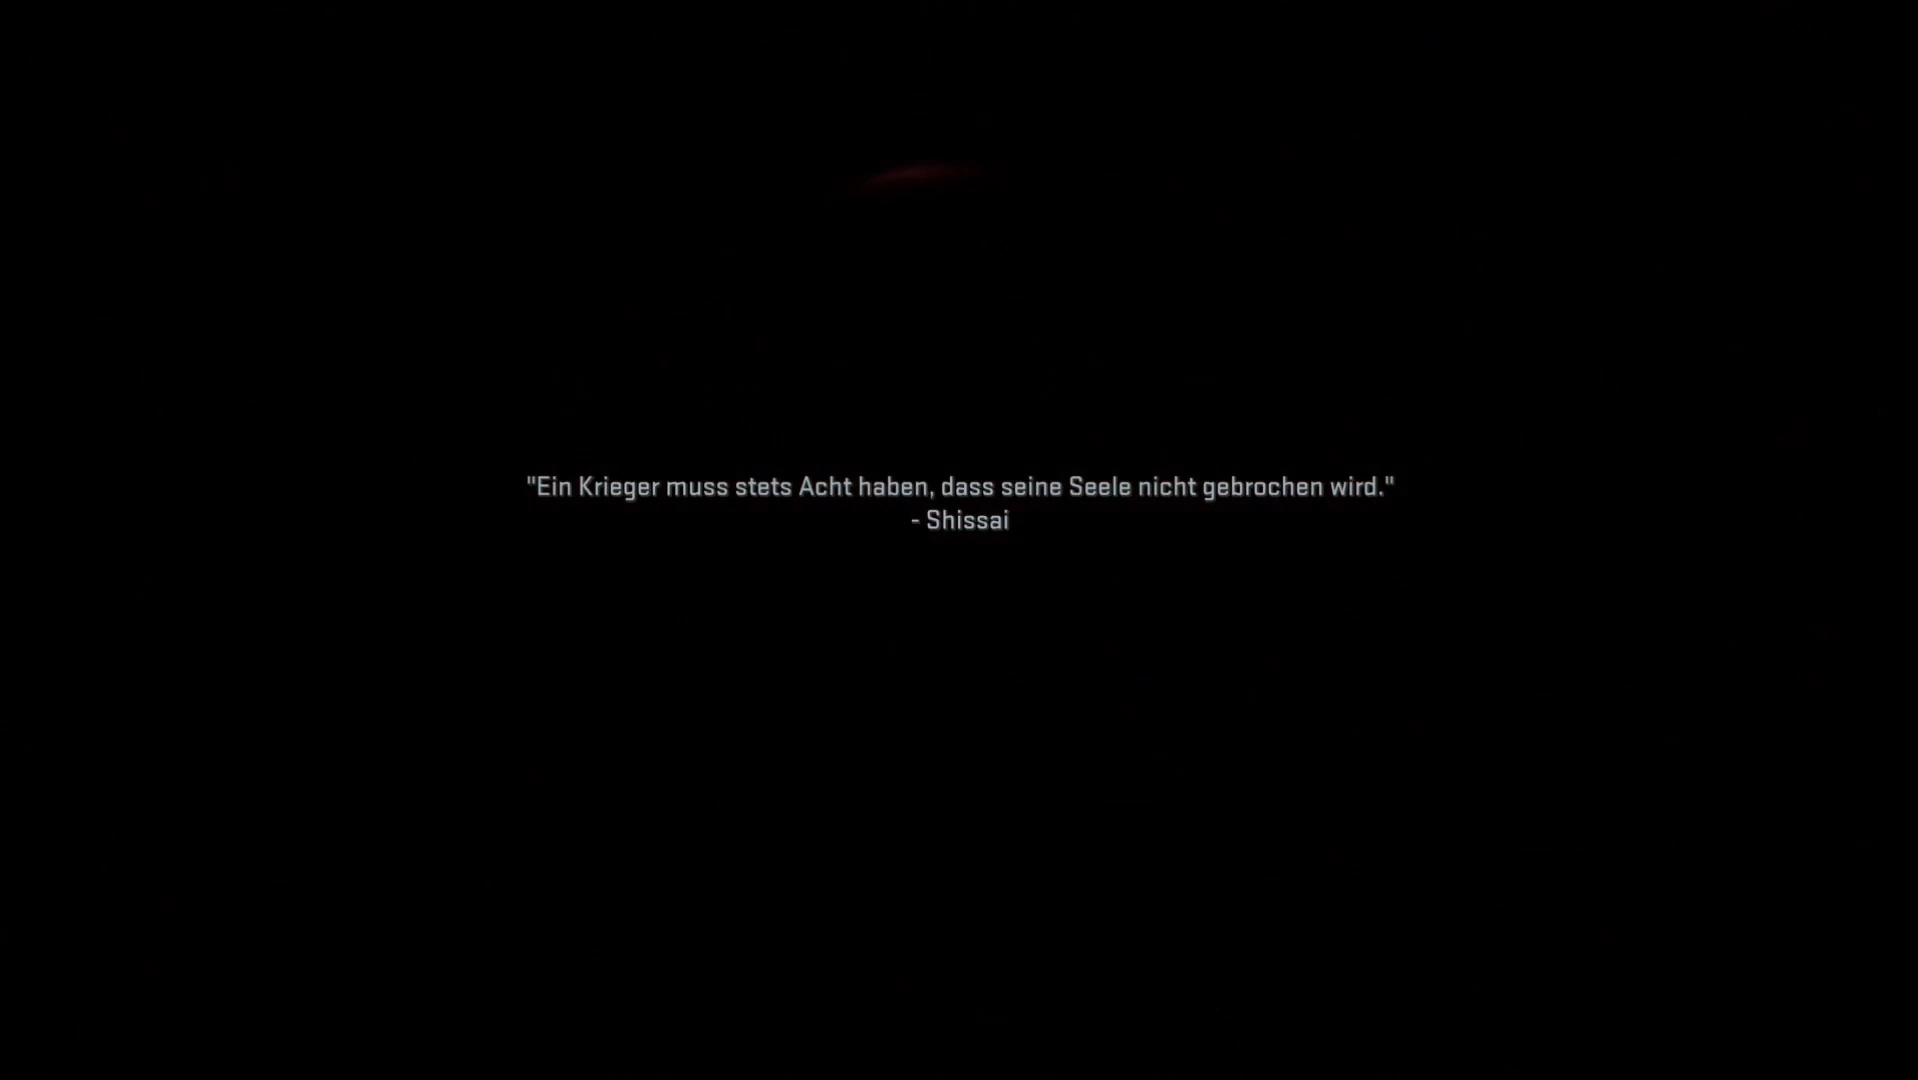 "Ein Krieger muss stets Acht haben, dass seine Seele nicht gebrochen wird."
- Shissai